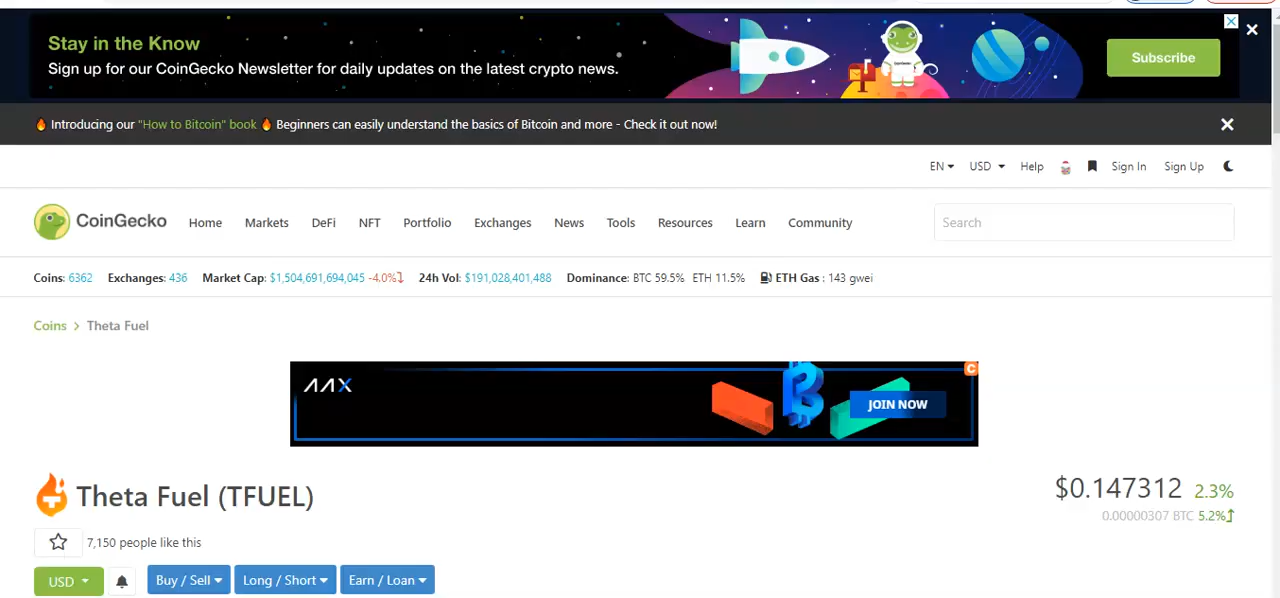 Stay in the Know
Sign up for our CoinGecko Newsletter for daily updates on the latest crypto news.
Subscribe
Introducing our "How to Bitcoin" book Beginners can easily understand the basics of Bitcoin and more - Check it out now!
EN USD Help Sign In Sign Up
CoinGecko Home Markets DeFi NFT Portfolio Exchanges News Tools Resources Learn Community Search
Coins: 6362 Exchanges: 436 Market Cap: $1,504,691,694,045 -4.0% 24h Vol: $191,028,401,488 Dominance: BTC 59.5% ETH 11.5% ETH Gas : 143 gwei
Coins > Theta Fuel
AAX
JOIN NOW
C
Theta Fuel (TFUEL)
$0.147312 2.3%
0.00000307 BTC 5.2%
7,150 people like this
USD Buy / Sell Long / Short Earn / Loan